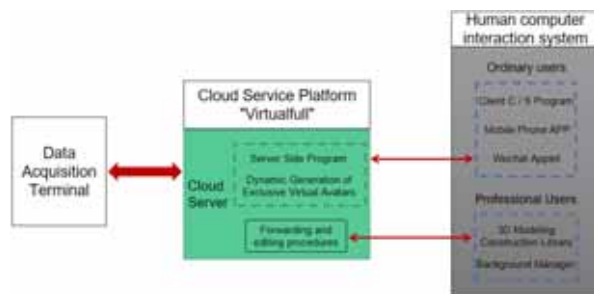 Human computer
interaction system
Ordinary users
Client C / S Program
Mobile Phone APP
Wechat Applet
Professional Users
3D Modeling
Construction Library
Background Manager
Cloud Service Platform
"Virtualfull"
Server Side Program
Dynamic Generation of
Exclusive Virtual Avatars
Cloud
Server
Forwarding and
editing procedures
Data
Acquisition
Terminal